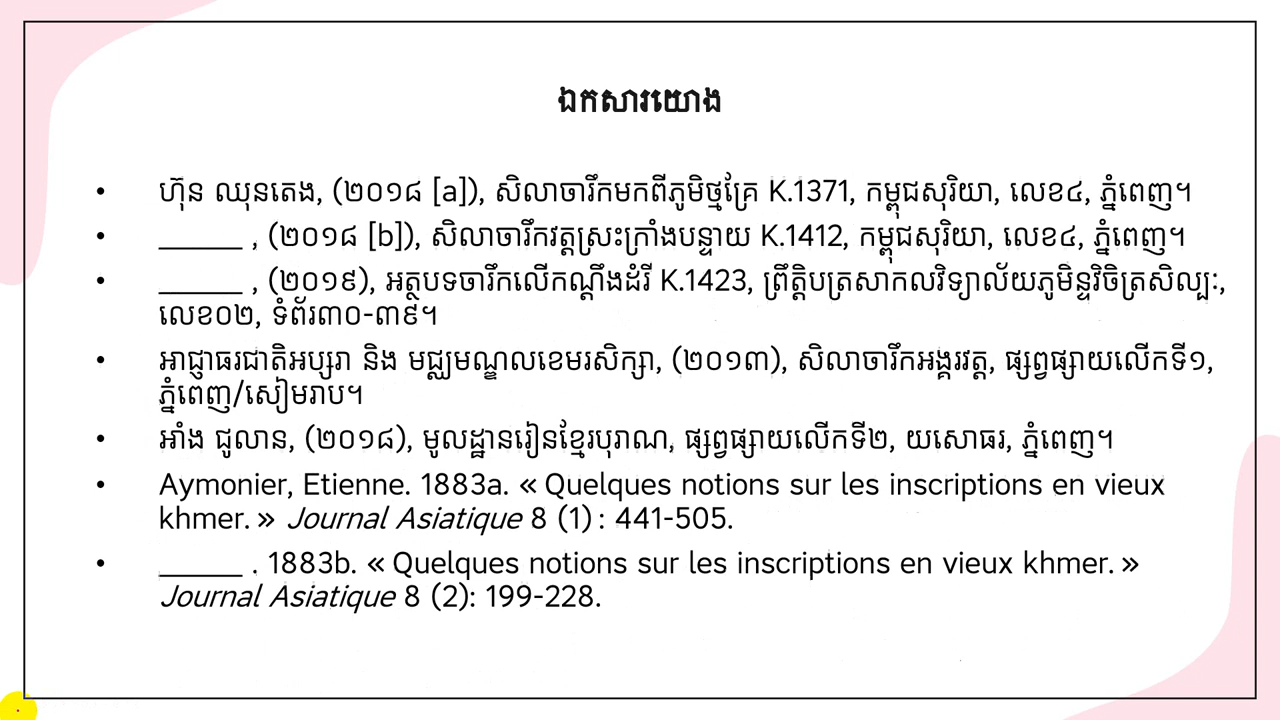 ឯកសារយោង
• ហ៊ុន ឈុនតេង, (២០១៨ [a]), សិលាចារឹកមកពីភូមិថ្មគ្រែ K.1371, កម្ពុជសុរិយា, លេខ៤, ភ្នំពេញ។
• ______ , (២០១៨ [b]), សិលាចារឹកវត្តស្រះក្រាំងបន្ទាយ K.1412, កម្ពុជសុរិយា, លេខ៤, ភ្នំពេញ។
• ______ , (២០១៩), អត្ថបទចារឹកលើកណ្តឹងដំរី K.1423, ព្រឹត្តិបត្រសាកលវិទ្យាល័យភូមិន្ទវិចិត្រសិល្បៈ,
លេខ០២, ទំព័រ៣០-៣៩។
• អាជ្ញាធរជាតិអប្សរា និង មជ្ឈមណ្ឌលខេមរសិក្សា, (២០១៣), សិលាចារឹកអង្គរវត្ត, ផ្សព្វផ្សាយលើកទី១,
ភ្នំពេញ/សៀមរាប។
• អាំង ជូលាន, (២០១៨), មូលដ្ឋានរៀនខ្មែរបុរាណ, ផ្សព្វផ្សាយលើកទី២, យសោធរ, ភ្នំពេញ។
• Aymonier, Etienne. 1883a. « Quelques notions sur les inscriptions en vieux
khmer. » Journal Asiatique 8 (1) : 441-505.
• ______ . 1883b. « Quelques notions sur les inscriptions en vieux khmer. »
Journal Asiatique 8 (2): 199-228.